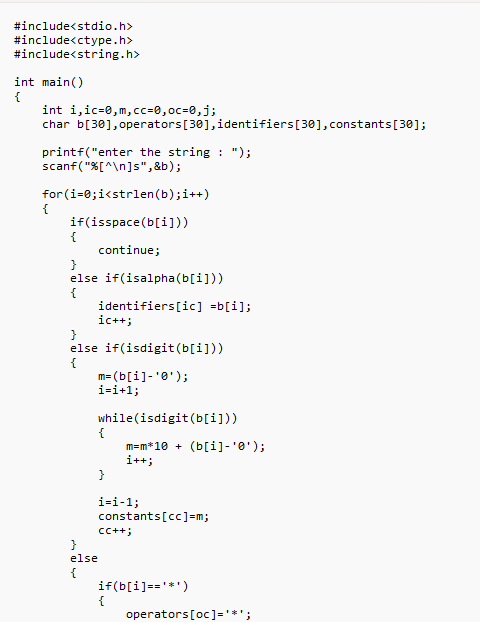 #include<stdio.h>
#include<ctype.h>
#include<string.h>
int main()
{
    int i,ic=0,m,cc=0,oc=0,j;
    char b[30],operators[30],identifiers[30],constants[30];
    printf("enter the string : ");
    scanf("%[^\n]s",&b);
    for(i=0;i<strlen(b);i++)
    {
        if(isspace(b[i]))
        {
            continue;
        }
        else if(isalpha(b[i]))
        {
            identifiers[ic] =b[i];
            ic++;
        }
        else if(isdigit(b[i]))
        {
            m=(b[i]-'0');
            i=i+1;
            while(isdigit(b[i]))
            {
                m=m*10 + (b[i]-'0');
                i++;
            }
            i=i-1;
            constants[cc]=m;
            cc++;
        }
        else
        {
            if(b[i]=='*')
            {
                operators[oc]='*';